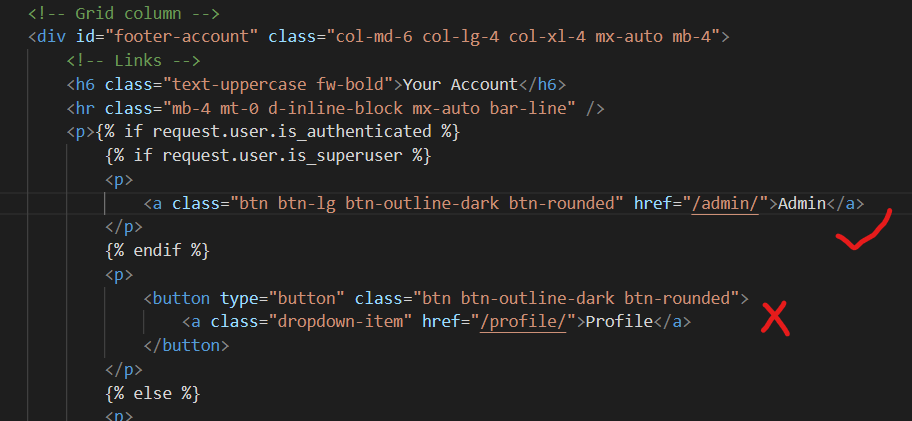 <!-- Grid column -->
<div id="footer-account" class="col-md-6 col-lg-4 col-xl-4 mx-auto mb-4">
<!-- Links -->
<h6 class="text-uppercase fw-bold">Your Account</h6>
<hr class="mb-4 mt-0 d-inline-block mx-auto bar-line" />
<p>{% if request.user.is_authenticated %}
{% if request.user.is_superuser %}
<p>
<a class="btn btn-lg btn-outline-dark btn-rounded" href="/admin/">Admin</a>
</p>
{% endif %}
<p>
<button type="button" class="btn btn-outline-dark btn-rounded">
<a class="dropdown-item" href="/profile/">Profile</a>
</button>
</p>
{% else %}
<p>